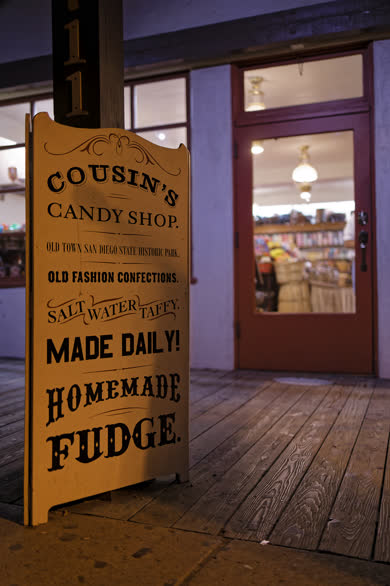 11
COUSIN'S
CANDY SHOP.
OLD TOWN SAN DIEGO STATE HISTORIC PARK.
OLD FASHION CONFECTIONS.
SALT WATER TAFFY.
MADE DAILY!
HOMEMADE
FUDGE.